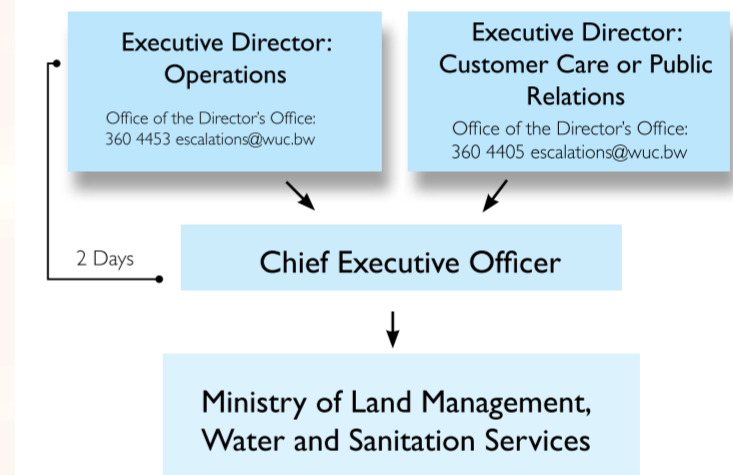 Executive Director:
Operations
Office of the Director's Office:
360 4453 escalations@wuc.bw
Executive Director:
Customer Care or Public
Relations
Office of the Director's Office:
360 4405 escalations@wuc.bw
2 Days
Chief Executive Officer
Ministry of Land Management,
Water and Sanitation Services